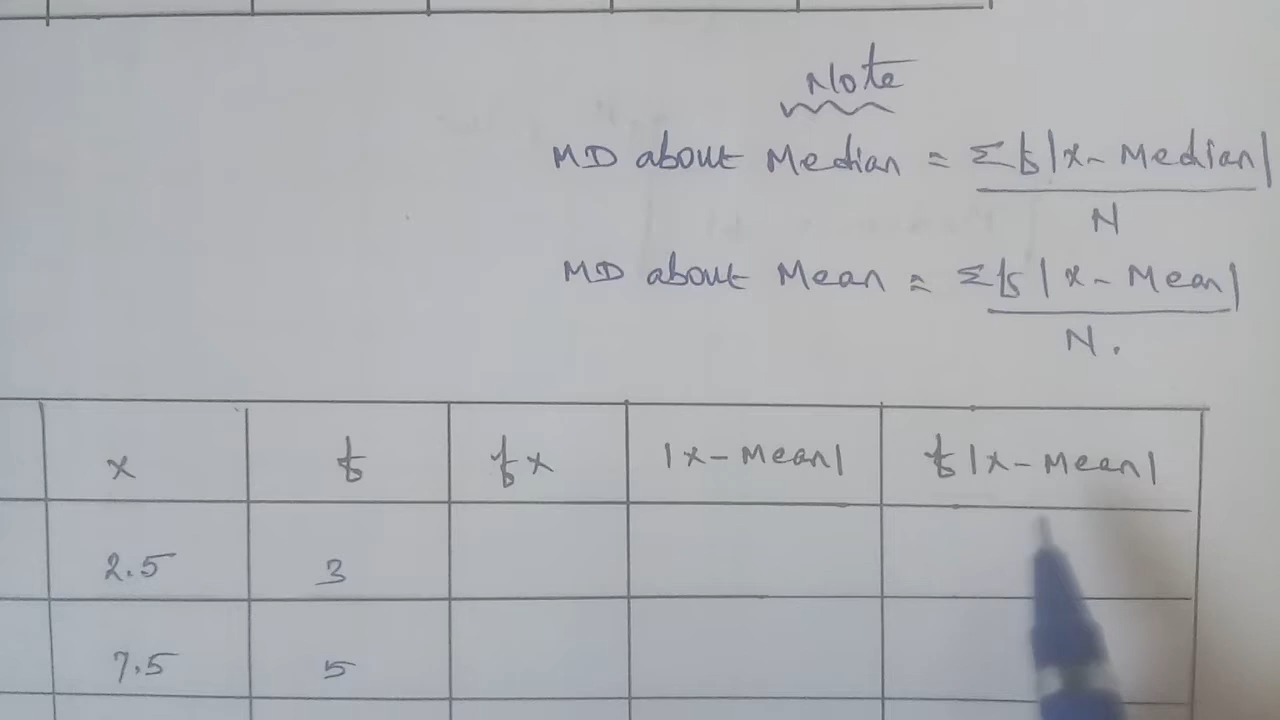 Note
MD about Median = Σf|x- Median|
N
MD about Mean = Σf |x- Mean|
N.
x f fx |x-Mean| f|x-Mean|
2.5 3
7.5 5